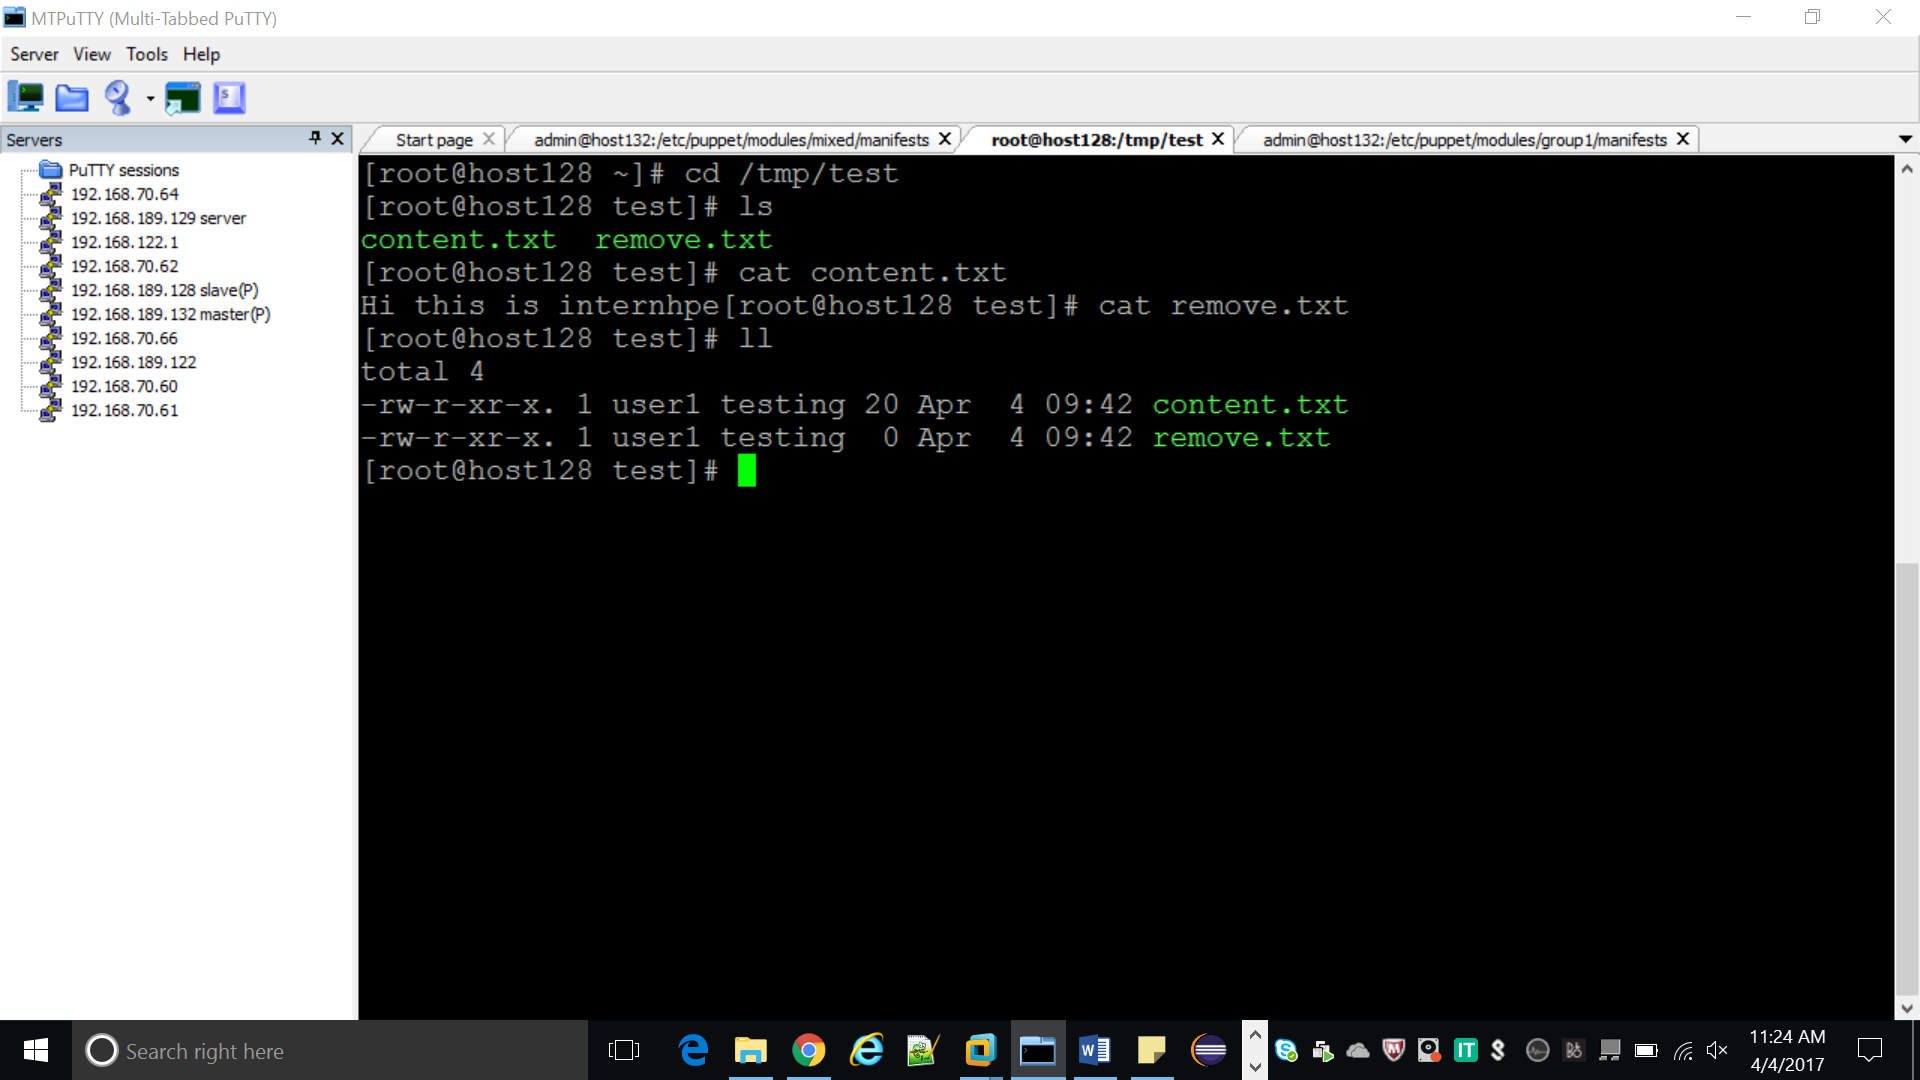 MTPuTTY (Multi-Tabbed PuTTY)
Server View Tools Help
S
Servers
Start page
admin@host132:/etc/puppet/modules/mixed/manifests
root@host128:/tmp/test
admin@host132:/etc/puppet/modules/group1/manifests
PuTTY sessions
192.168.70.64
192.168.189.129 server
192.168.122.1
192.168.70.62
192.168.189.128 slave(P)
192.168.189.132 master(P)
192.168.70.66
192.168.189.122
192.168.70.60
192.168.70.61
[root@host128 ~]# cd /tmp/test
[root@host128 test]# ls
content.txt  remove.txt
[root@host128 test]# cat content.txt
Hi this is internhpe[root@host128 test]# cat remove.txt
[root@host128 test]# ll
total 4
-rw-r-xr-x. 1 user1 testing 20 Apr  4 09:42 content.txt
-rw-r-xr-x. 1 user1 testing  0 Apr  4 09:42 remove.txt
[root@host128 test]#
Search right here
IT
11:24 AM
4/4/2017